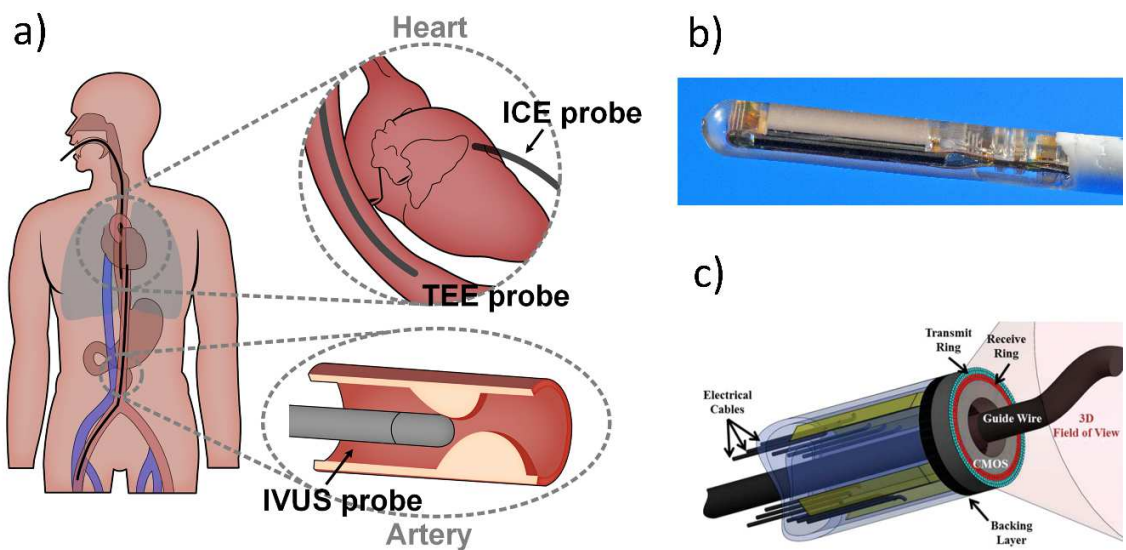 a)
Heart
ICE probe
TEE probe
IVUS probe
Artery
b)
c)
Transmit
Ring
Receive
Ring
Electrical
Cables
Guide Wire
3D
Field of View
CMOS
Backing
Layer